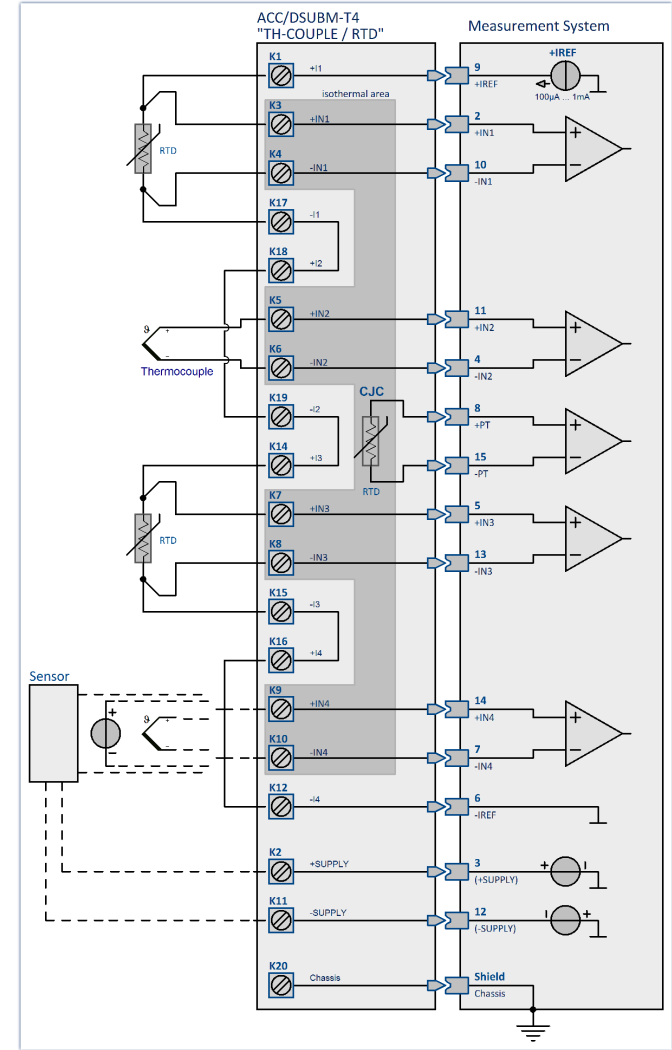 ACC/DSUBM-T4
"TH-COUPLE / RTD"
Measurement System
K1
+I1
9
+IREF
+IREF
100µA ... 1mA
isothermal area
K3
+IN1
2
+IN1
RTD
K4
-IN1
10
-IN1
K17
-I1
K18
+I2
K5
+IN2
11
+IN2
ϑ
+
−
Thermocouple
K6
-IN2
4
-IN2
CJC
K19
-I2
8
+PT
K14
+I3
15
-PT
RTD
K7
+IN3
5
+IN3
RTD
K8
-IN3
13
-IN3
K15
-I3
K16
+I4
Sensor
K9
+IN4
14
+IN4
ϑ
+
−
K10
-IN4
7
-IN4
K12
-I4
6
-IREF
K2
+SUPPLY
3
(+SUPPLY)
K11
-SUPPLY
12
(-SUPPLY)
K20
Chassis
Shield
Chassis